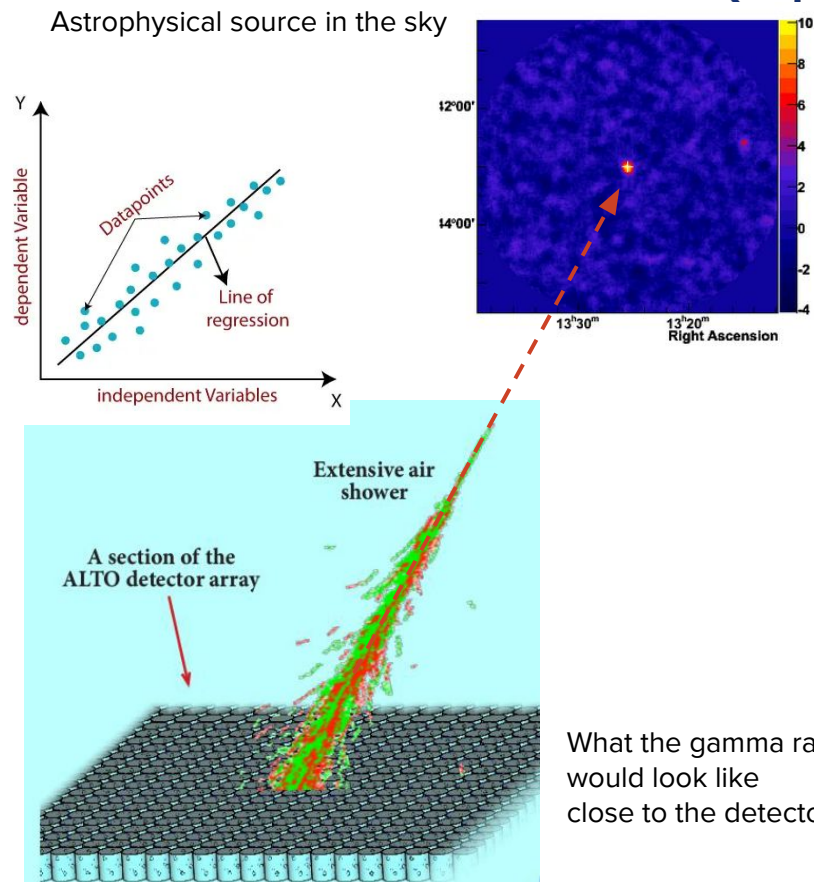 Astrophysical source in the sky
Y
dependent Variable
Datapoints
Line of
regression
independent Variables
X
10
8
6
4
2
0
-2
-4
42°00'
44°00'
13h30m
13h20m
Right Ascension
Extensive air
shower
A section of the
ALTO detector array
What the gamma ra
would look like
close to the detecto